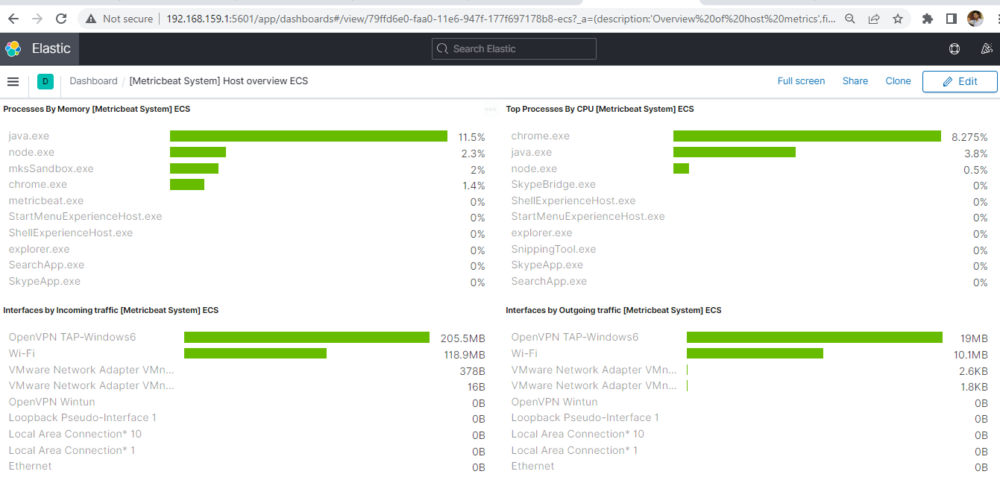 Not secure 192.168.159.1:5601/app/dashboards#/view/79ffd6e0-faa0-11e6-947f-177f697178b8-ecs?_a=(description:'Overview%20of%20host%20metrics',fi...
Elastic Search Elastic
D Dashboard / [Metricbeat System] Host overview ECS Full screen Share Clone Edit
Processes By Memory [Metricbeat System] ECS
java.exe 11.5%
node.exe 2.3%
mksSandbox.exe 2%
chrome.exe 1.4%
metricbeat.exe 0%
StartMenuExperienceHost.exe 0%
ShellExperienceHost.exe 0%
explorer.exe 0%
SearchApp.exe 0%
SkypeApp.exe 0%
Top Processes By CPU [Metricbeat System] ECS
chrome.exe 8.275%
java.exe 3.8%
node.exe 0.5%
SkypeBridge.exe 0%
ShellExperienceHost.exe 0%
StartMenuExperienceHost.exe 0%
explorer.exe 0%
SnippingTool.exe 0%
SkypeApp.exe 0%
SearchApp.exe 0%
Interfaces by Incoming traffic [Metricbeat System] ECS
OpenVPN TAP-Windows6 205.5MB
Wi-Fi 118.9MB
VMware Network Adapter VMn... 378B
VMware Network Adapter VMn... 16B
OpenVPN Wintun 0B
Loopback Pseudo-Interface 1 0B
Local Area Connection* 10 0B
Local Area Connection* 1 0B
Ethernet 0B
Interfaces by Outgoing traffic [Metricbeat System] ECS
OpenVPN TAP-Windows6 19MB
Wi-Fi 10.1MB
VMware Network Adapter VMn... 2.6KB
VMware Network Adapter VMn... 1.8KB
OpenVPN Wintun 0B
Loopback Pseudo-Interface 1 0B
Local Area Connection* 10 0B
Local Area Connection* 1 0B
Ethernet 0B